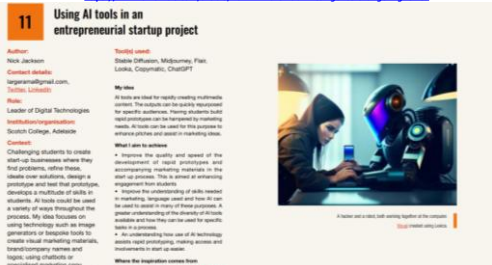 11
Using AI tools in an
entrepreneurial startup project
Author:
Nick Jackson
Contact details:
largerama@gmail.com,
Twitter, LinkedIn
Role:
Leader of Digital Technologies
Institution/organisation:
Scotch College, Adelaide
Context:
Challenging students to create
start-up businesses where they
find problems, refine these,
ideate over solutions, design a
prototype and test that prototype,
develops a multitude of skills in
students. AI tools could be used
a variety of ways throughout the
process. My idea focuses on
using technology such as image
generators or bespoke tools to
create visual marketing materials,
brand/company names and
logos; using chatbots or
Tool(s) used:
Stable Diffusion, Midjourney, Flair,
Looka, Copymatic, ChatGPT
My idea
AI tools are ideal for rapidly creating multimedia
content. The outputs can be quickly repurposed
for specific audiences. Having students build
rapid prototypes can be hampered by marketing
needs. AI tools can be used for this purpose to
enhance pitches and assist in marketing ideas.
What I aim to achieve
• Improve the quality and speed of the
development of rapid prototypes and
accompanying marketing materials in the
start up process. This is aimed at enhancing
engagement from students
• Improve the understanding of skills needed
in marketing, language used and how AI can
be used to assist in many of these purposes. A
greater understanding of the diversity of AI tools
available and how they can be used for specific
tasks in a process.
• An understanding how use of AI technology
assists rapid prototyping, making access and
involvements in start up easier.
Where the inspiration comes from
A hacker and a robot, both working together at the computer.
created using